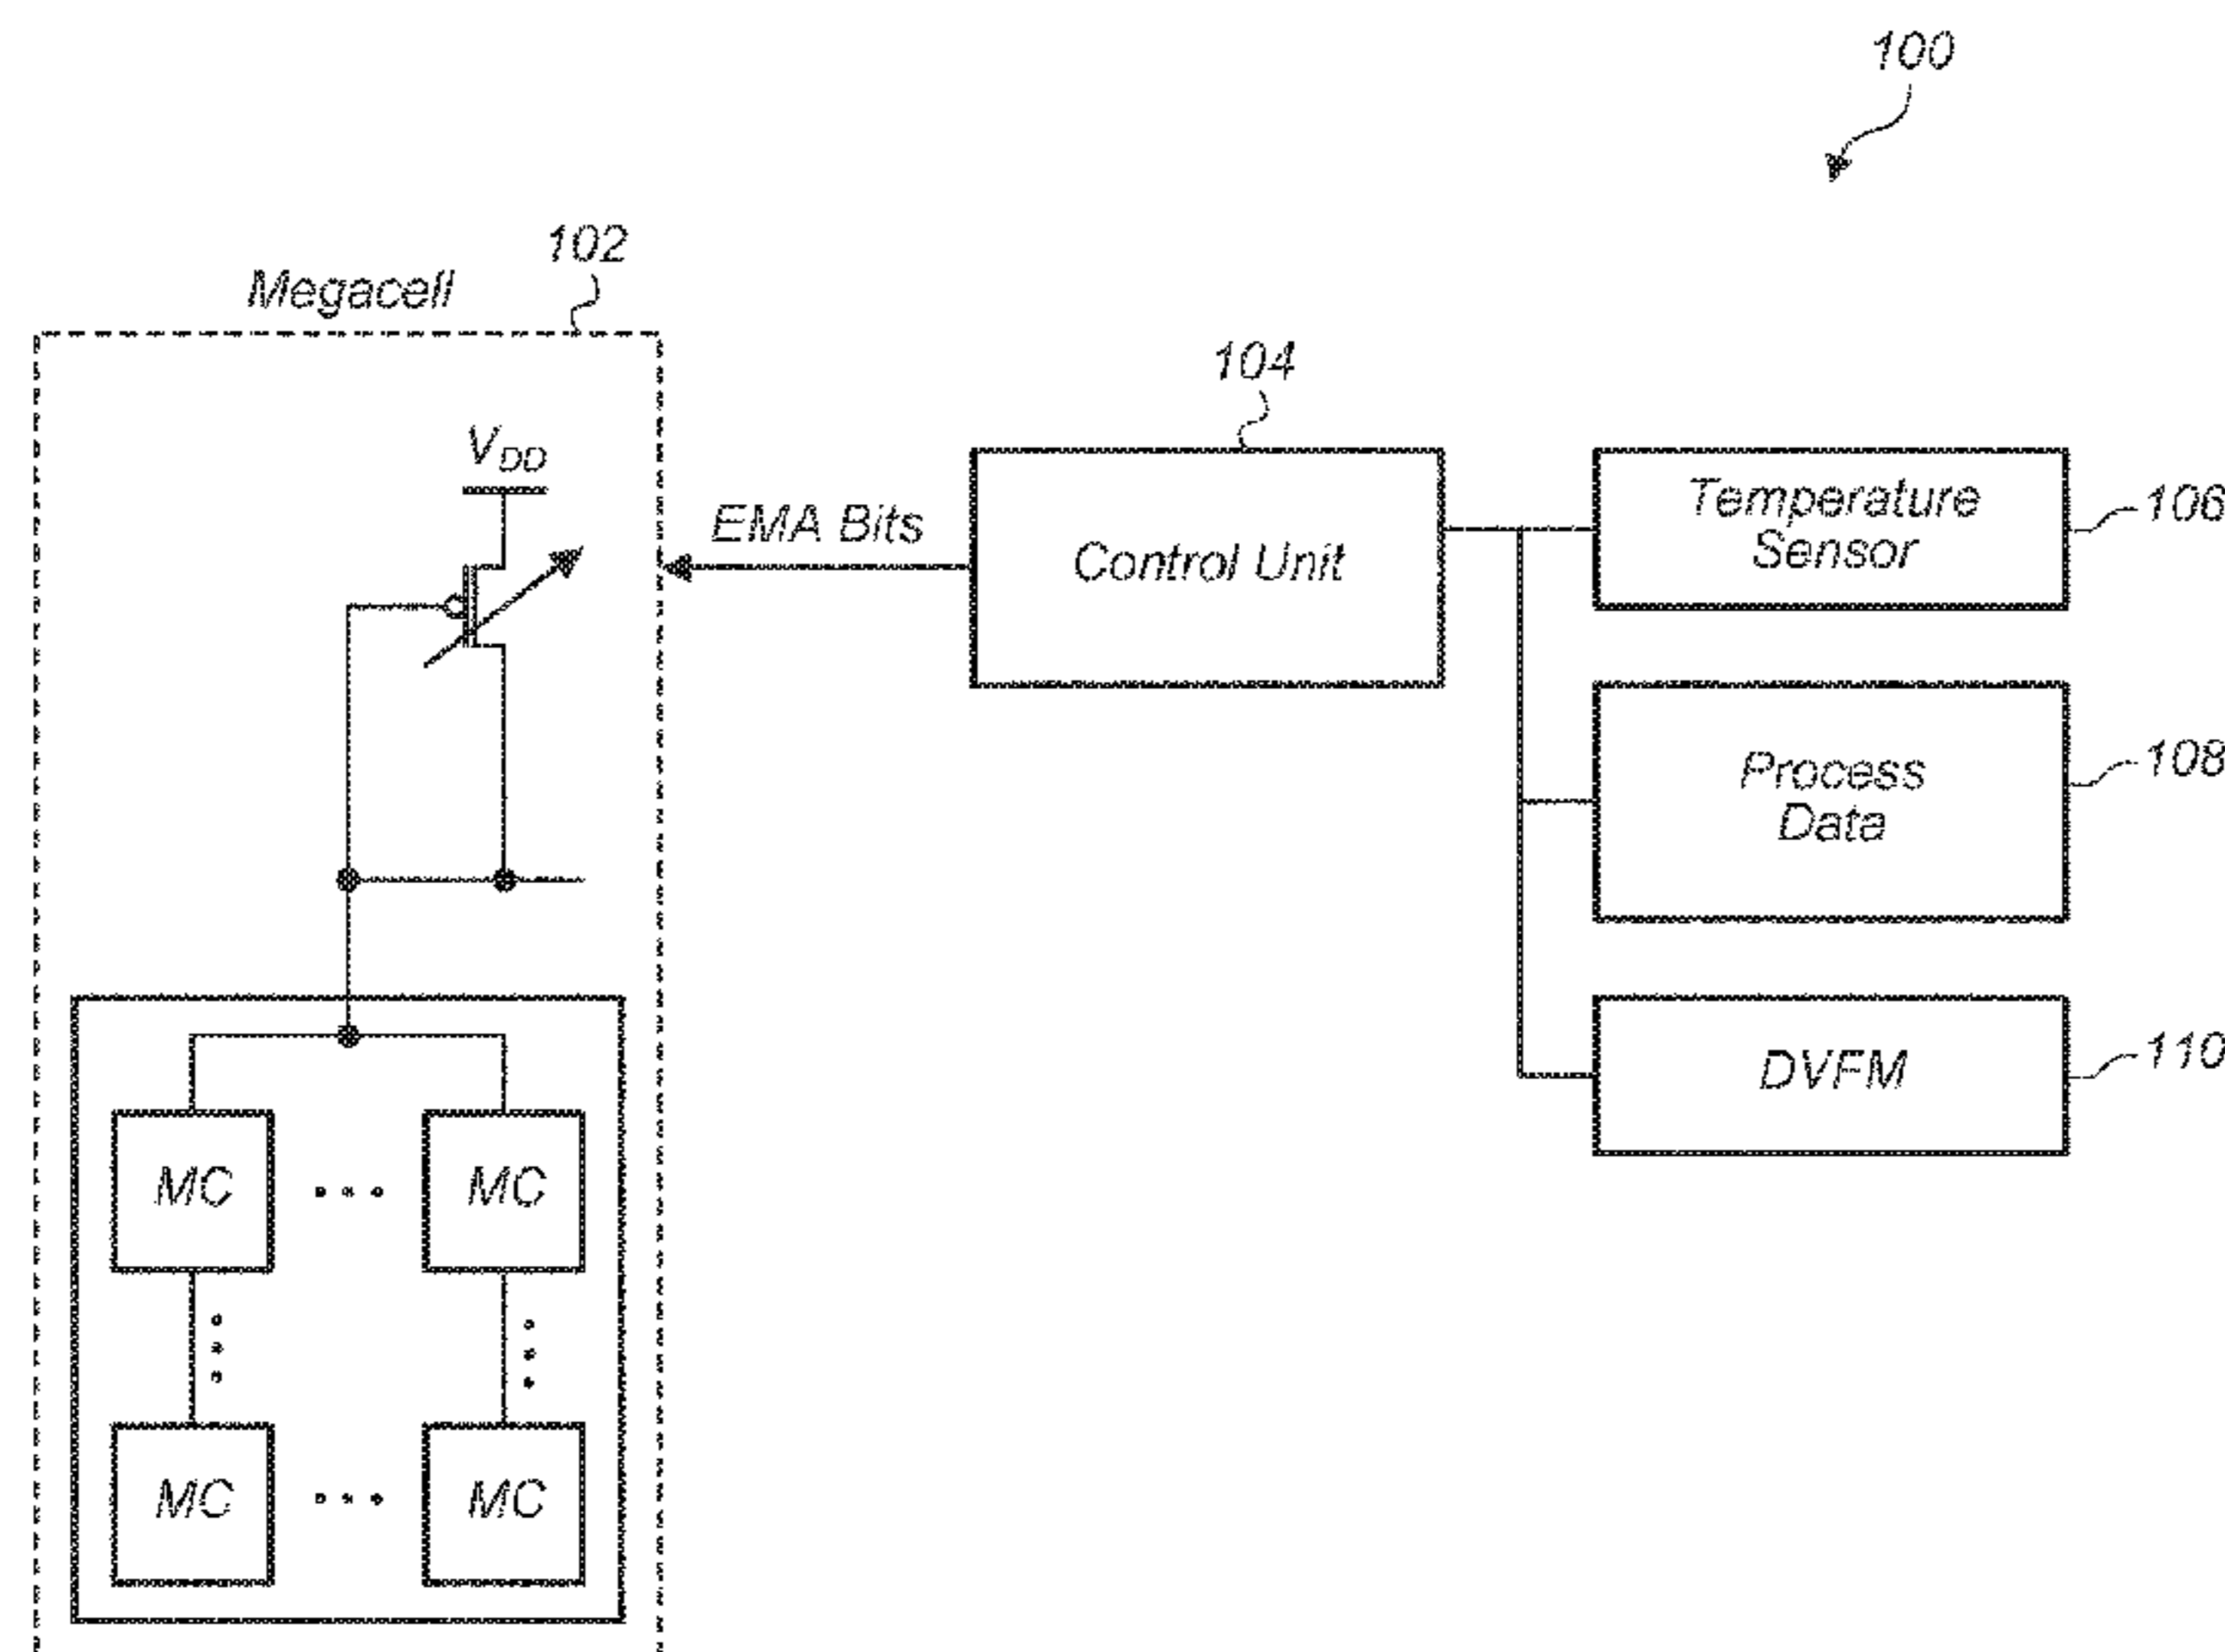 100
102
Megacell
104
VDD
EMA Bits
Control Unit
Temperature
Sensor
106
Process
Data
108
DVFM
110
MC
MC
MC
MC